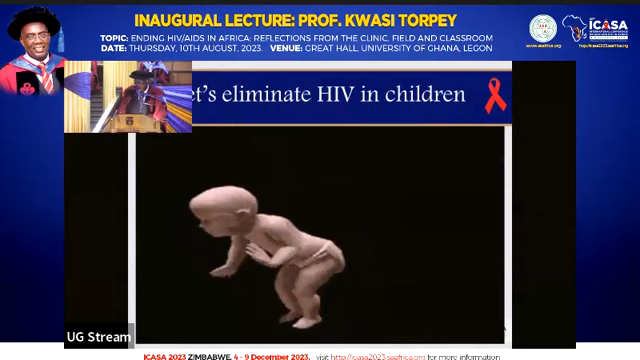 INAUGURAL LECTURE: PROF. KWASI TORPEY
TOPIC: ENDING HIV/AIDS IN AFRICA: REFLECTIONS FROM THE CLINIC, FIELD AND CLASSROOM
DATE: THURSDAY, 10TH AUGUST, 2023. VENUE: GREAT HALL, UNIVERSITY OF GHANA, LEGON
ICASA
et's eliminate HIV in children
UG Stream
ICASA 2023 ZIMBABWE, 4 - 9 December 2023, visit http://icasa2023.saafrica.org for more information